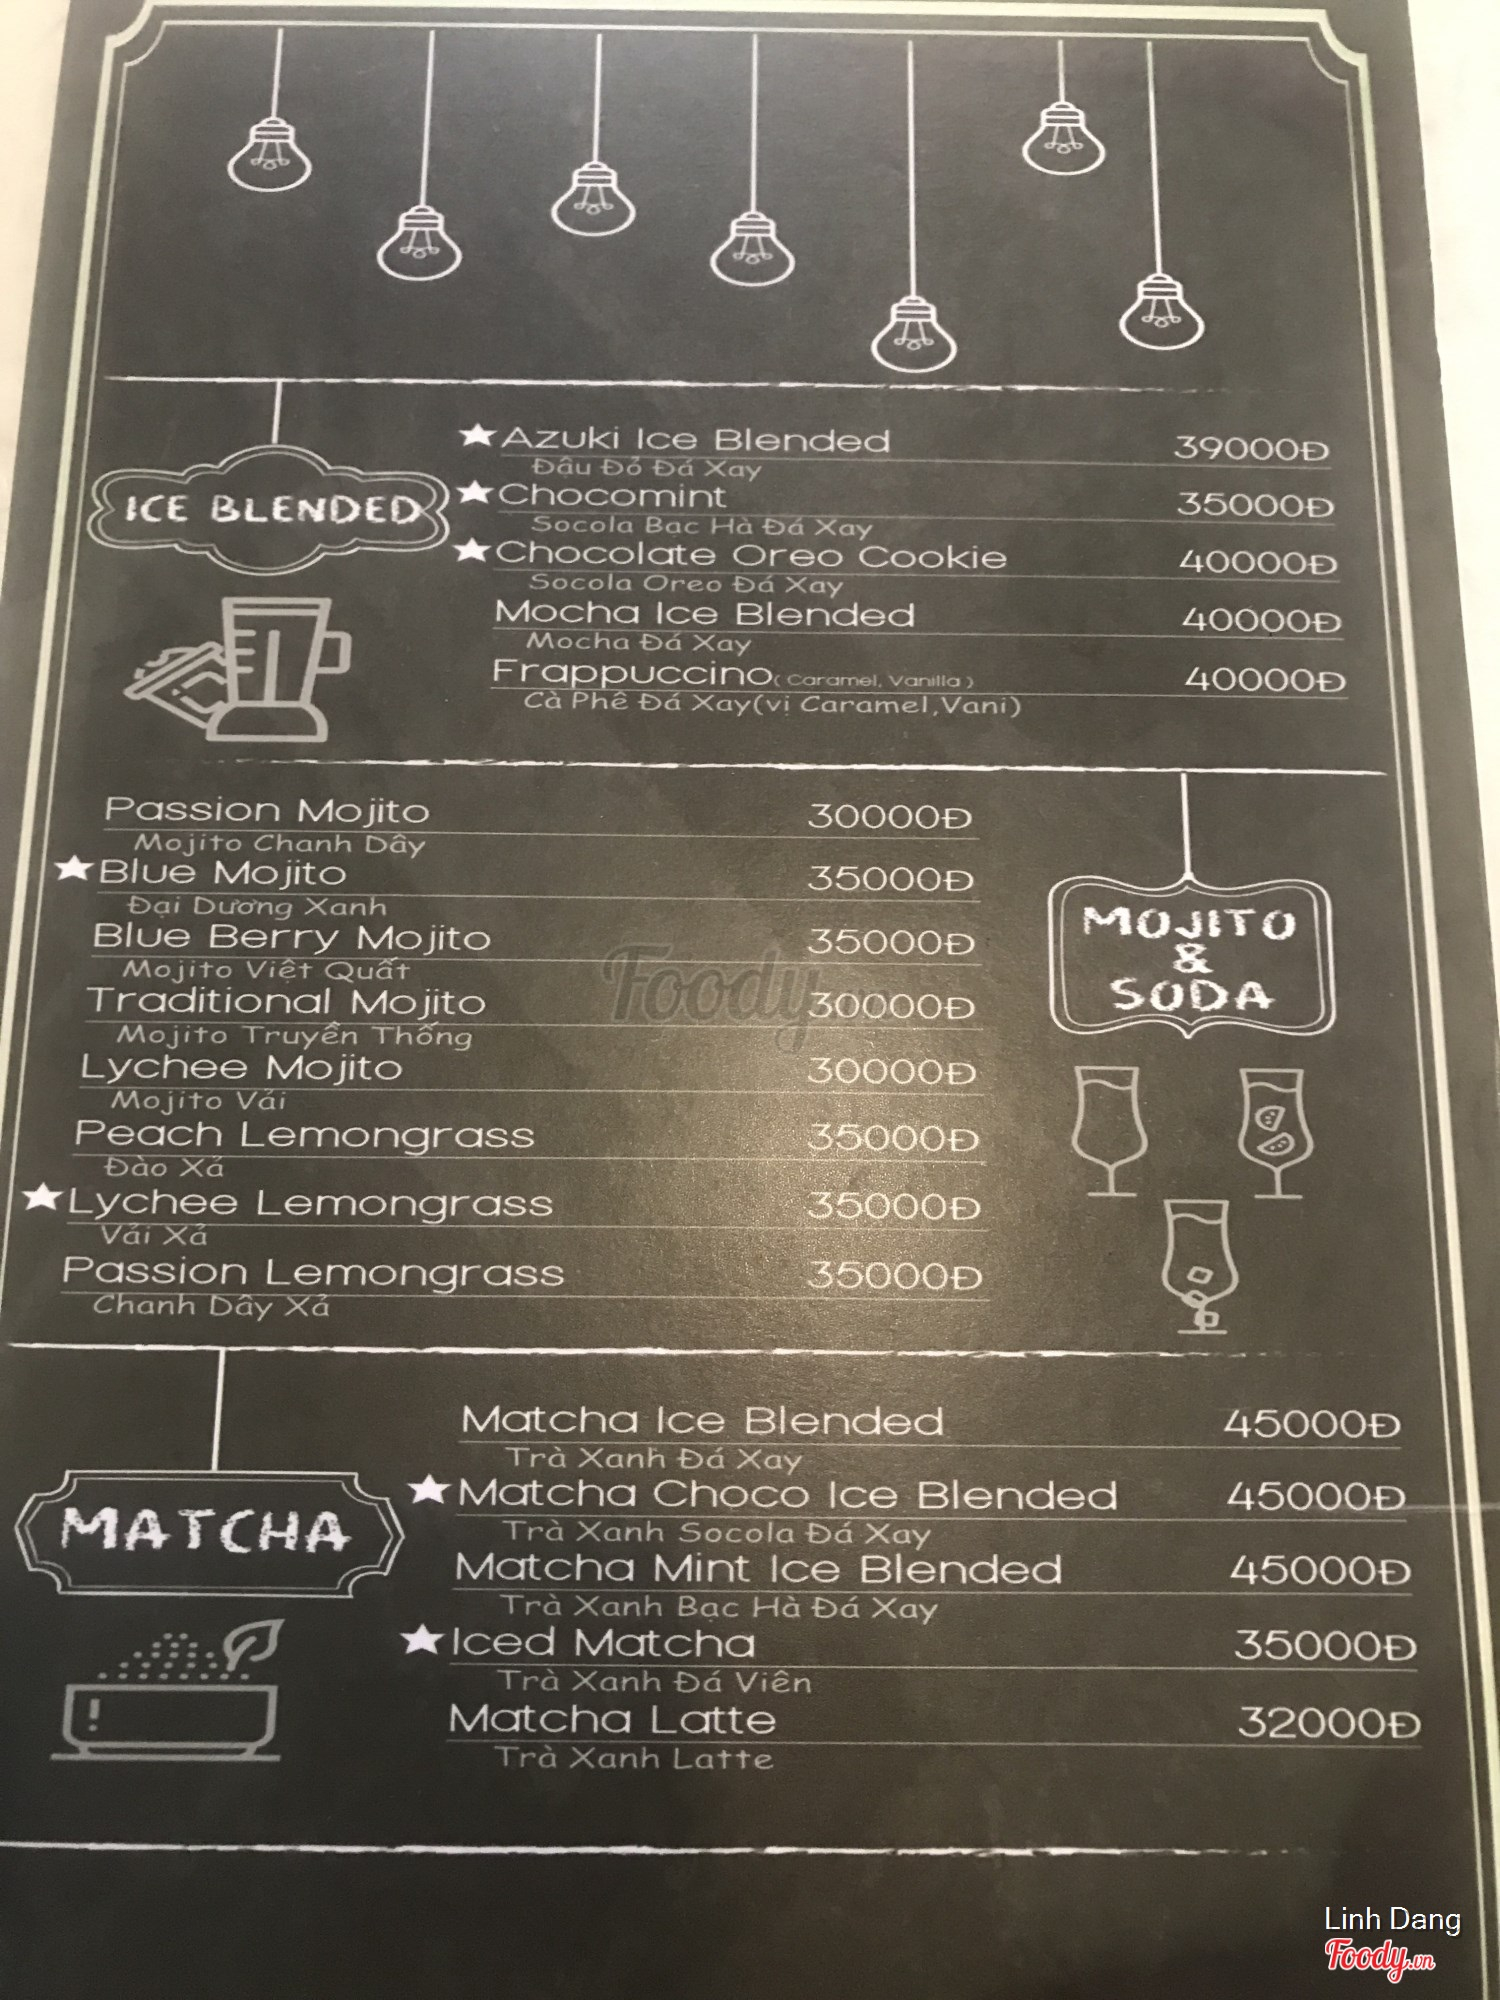 ICE BLENDED
★Azuki Ice Blended 39000Đ
Đậu Đỏ Đá Xay
★Chocomint 35000Đ
Socola Bạc Hà Đá Xay
★Chocolate Oreo Cookie 40000Đ
Socola Oreo Đá Xay
Mocha Ice Blended 40000Đ
Mocha Đá Xay
Frappuccino( Caramel, Vanilla ) 40000Đ
Cà Phê Đá Xay(vị Caramel,Vani)
MOJITO
&
SODA
Passion Mojito 30000Đ
Mojito Chanh Dây
★Blue Mojito 35000Đ
Đại Dương Xanh
Blue Berry Mojito 35000Đ
Mojito Việt Quất
Traditional Mojito 30000Đ
Mojito Truyền Thống
Lychee Mojito 30000Đ
Mojito Vải
Peach Lemongrass 35000Đ
Đào Xả
★Lychee Lemongrass 35000Đ
Vải Xả
Passion Lemongrass 35000Đ
Chanh Dây Xả
Foody
MATCHA
Matcha Ice Blended 45000Đ
Trà Xanh Đá Xay
★Matcha Choco Ice Blended 45000Đ
Trà Xanh Socola Đá Xay
Matcha Mint Ice Blended 45000Đ
Trà Xanh Bạc Hà Đá Xay
★Iced Matcha 35000Đ
Trà Xanh Đá Viên
Matcha Latte 32000Đ
Trà Xanh Latte
Linh Dang
Foody.vn